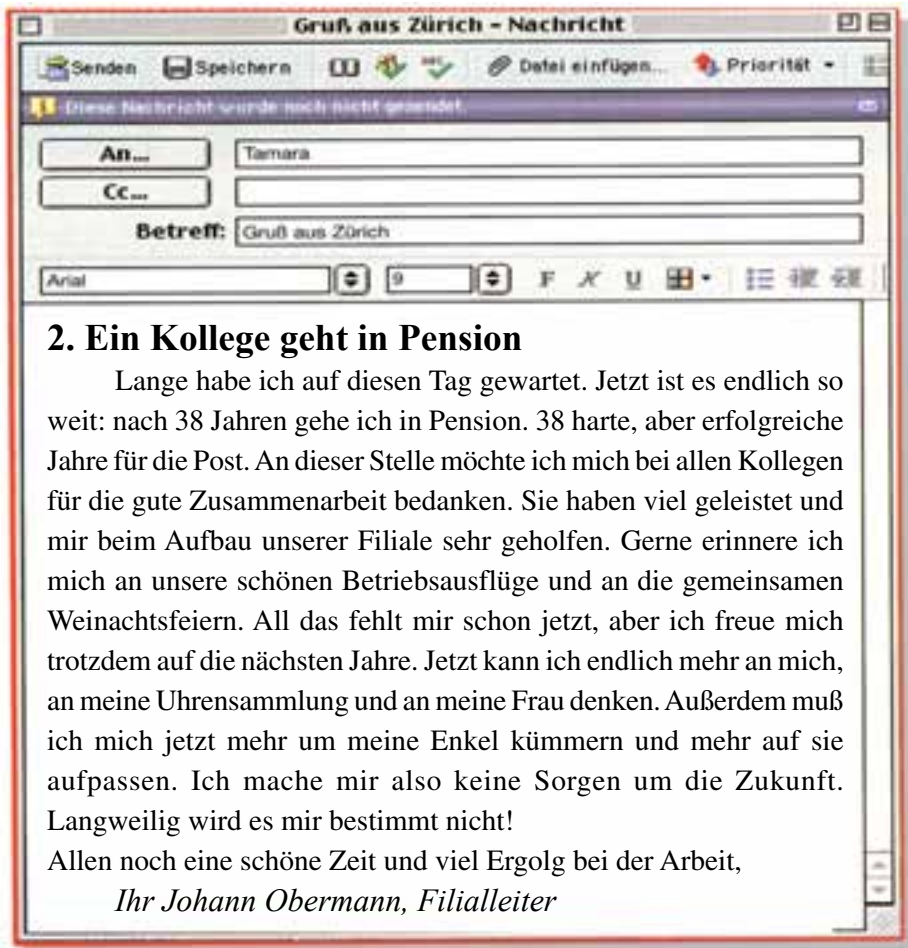 Gruß aus Zürich – Nachricht
Senden Speichern Datei einfügen... Priorität
Diese Nachricht wurde noch nicht gesendet.
An... Tamara
Cc...
Betreff: Gruß aus Zürich
Arial 9 F K U
2. Ein Kollege geht in Pension
Lange habe ich auf diesen Tag gewartet. Jetzt ist es endlich so
weit: nach 38 Jahren gehe ich in Pension. 38 harte, aber erfolgreiche
Jahre für die Post. An dieser Stelle möchte ich mich bei allen Kollegen
für die gute Zusammenarbeit bedanken. Sie haben viel geleistet und
mir beim Aufbau unserer Filiale sehr geholfen. Gerne erinnere ich
mich an unsere schönen Betriebsausflüge und an die gemeinsamen
Weinachtsfeiern. All das fehlt mir schon jetzt, aber ich freue mich
trotzdem auf die nächsten Jahre. Jetzt kann ich endlich mehr an mich,
an meine Uhrensammlung und an meine Frau denken. Außerdem muß
ich mich jetzt mehr um meine Enkel kümmern und mehr auf sie
aufpassen. Ich mache mir also keine Sorgen um die Zukunft.
Langweilig wird es mir bestimmt nicht!
Allen noch eine schöne Zeit und viel Ergolg bei der Arbeit,
Ihr Johann Obermann, Filialleiter